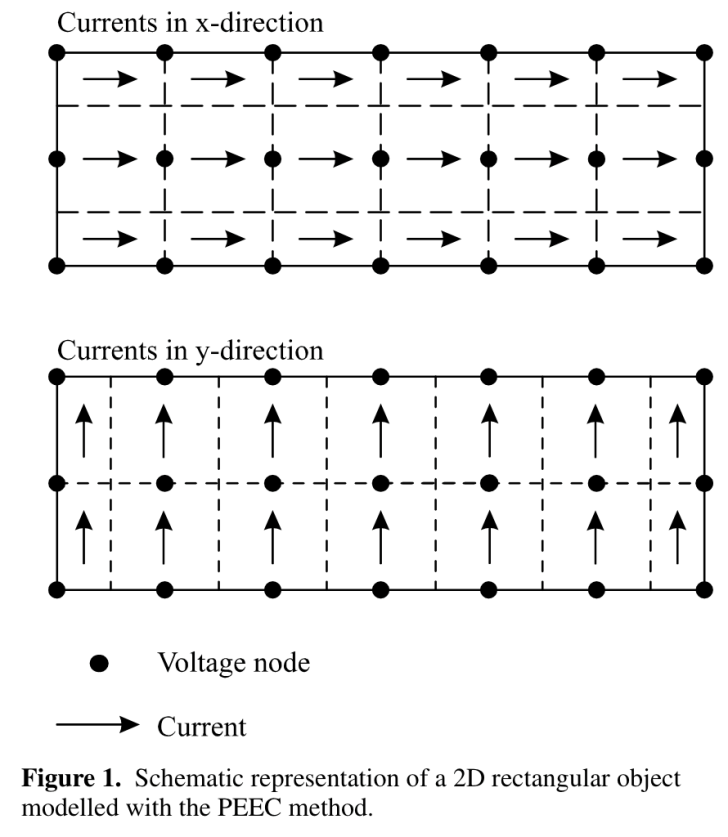 Currents in x-direction
Currents in y-direction
Voltage node
Current
Figure 1. Schematic representation of a 2D rectangular object
modelled with the PEEC method.